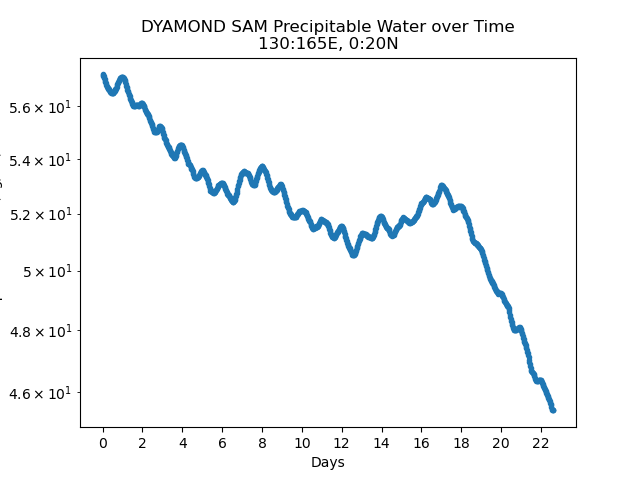 DYAMOND SAM Precipitable Water over Time
130:165E, 0:20N
5.6 × 10¹
5.4 × 10¹
5.2 × 10¹
5 × 10¹
4.8 × 10¹
4.6 × 10¹
0 2 4 6 8 10 12 14 16 18 20 22
Days